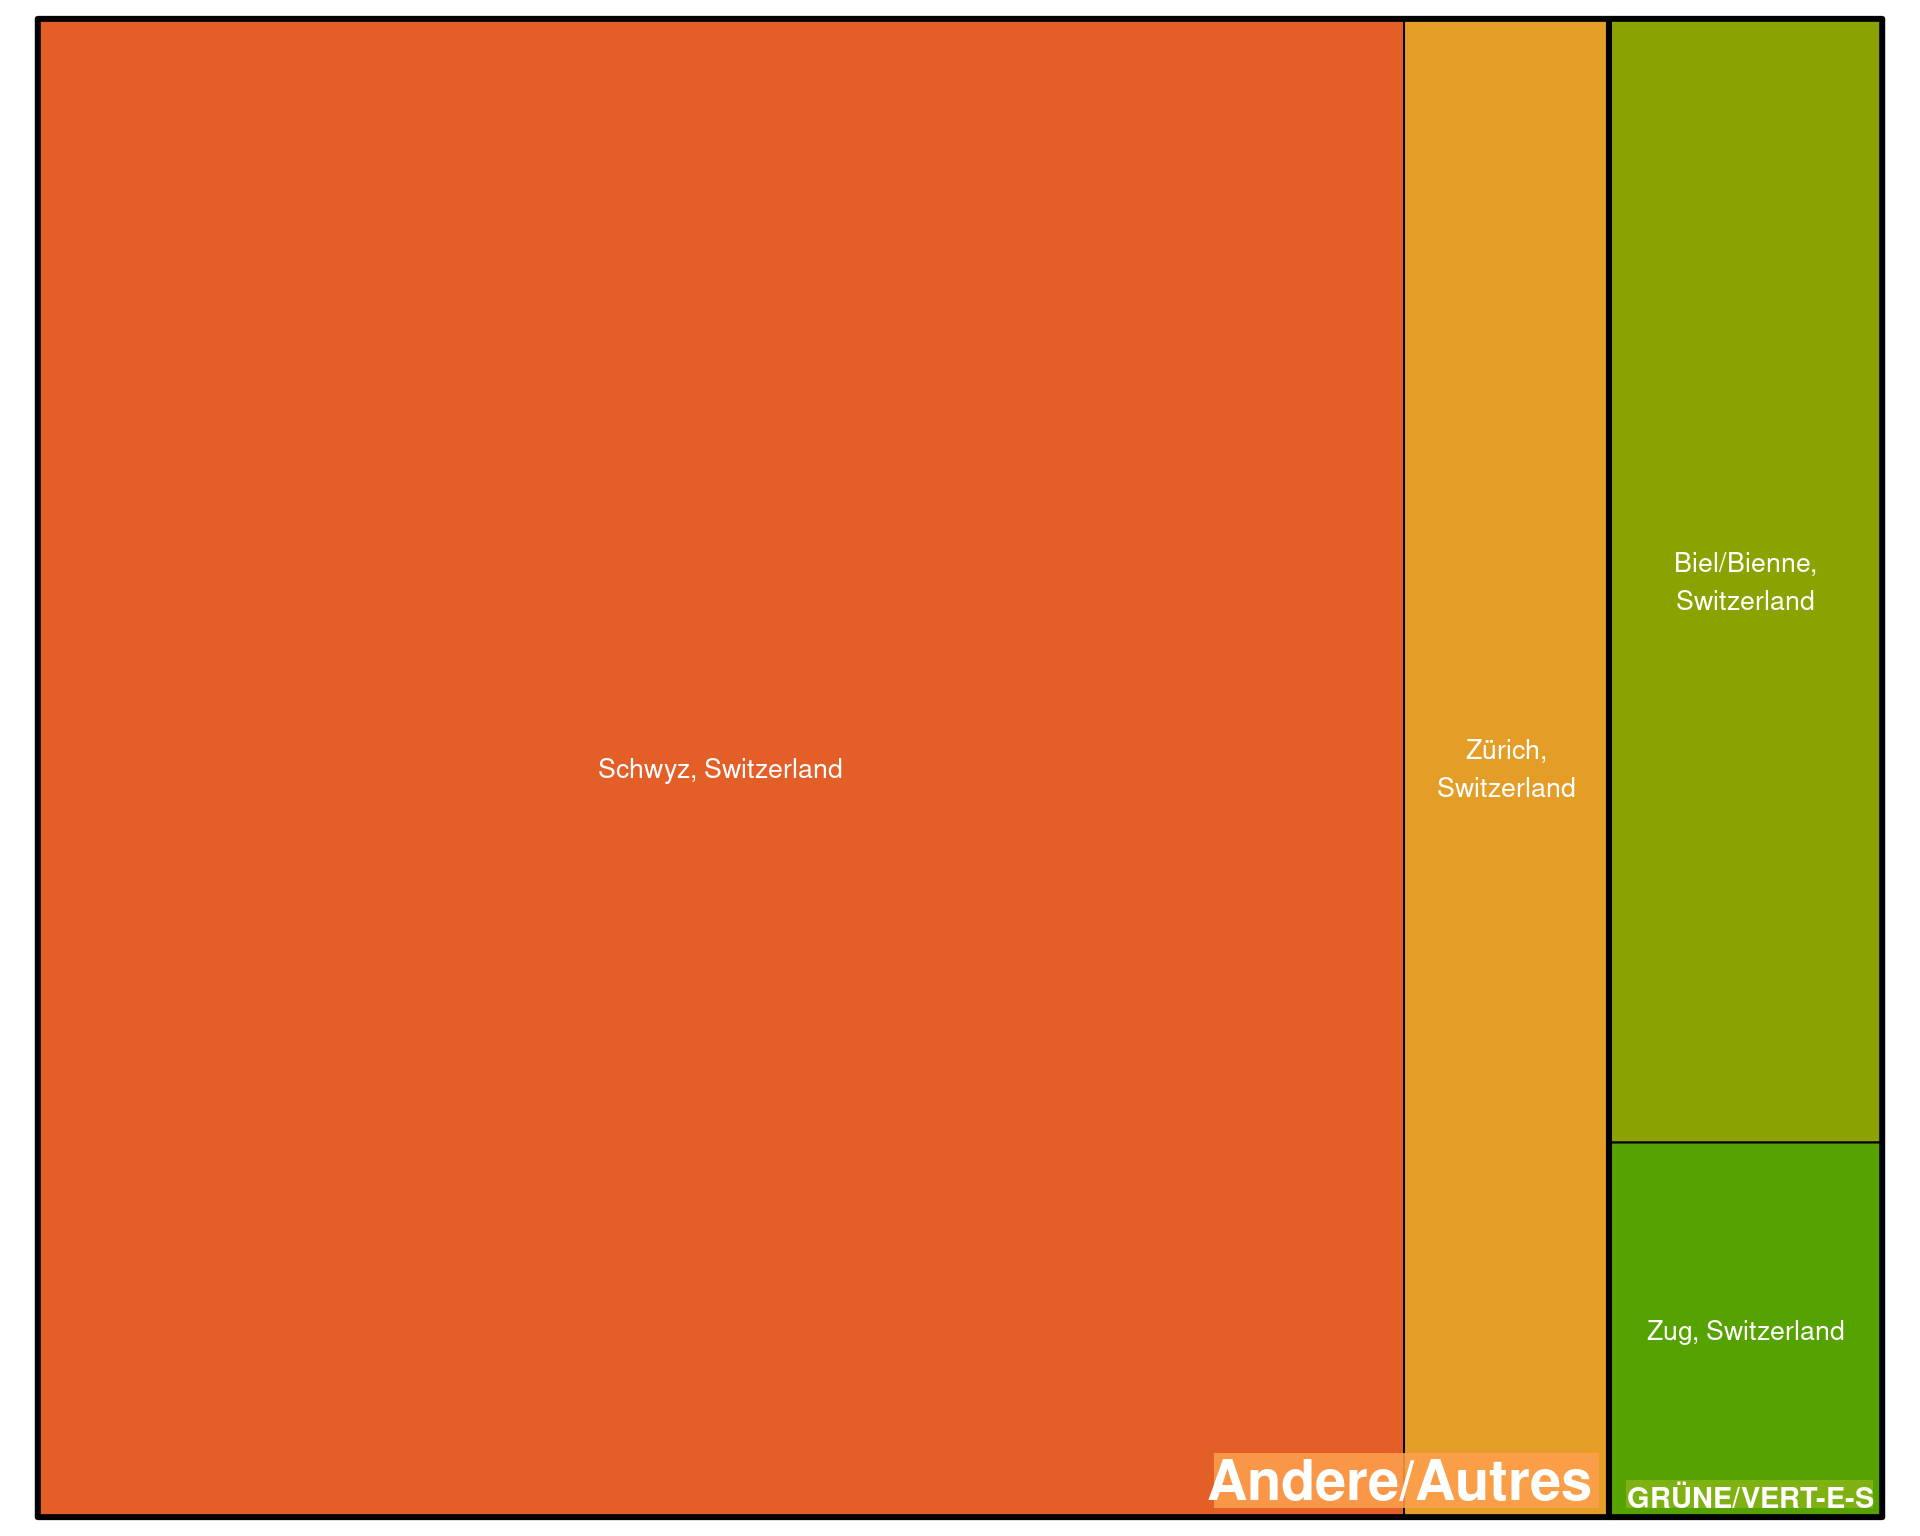 Schwyz, Switzerland
Zürich,
Switzerland
Andere/Autres
Biel/Bienne,
Switzerland
Zug, Switzerland
GRÜNE/VERT-E-S